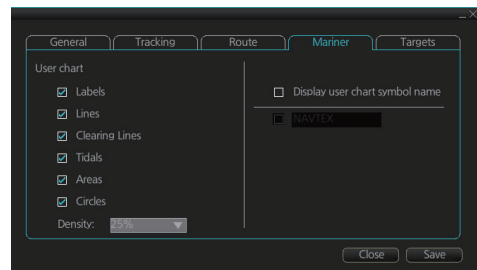 General
Tracking
Route
Mariner
Targets
User chart
Labels
Lines
Clearing Lines
Tidals
Areas
Circles
Density: 25%
Display user chart symbol name
NAVTEX
Close
Save